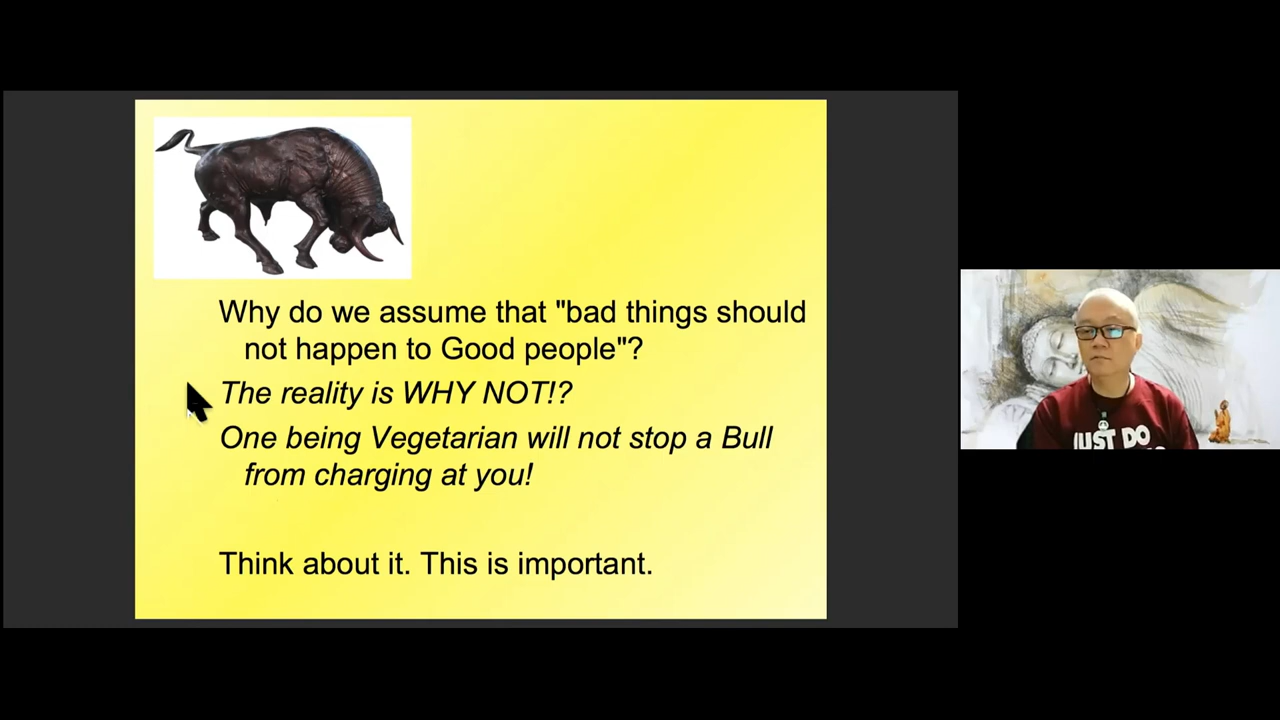 Why do we assume that "bad things should
not happen to Good people"?
The reality is WHY NOT!?
One being Vegetarian will not stop a Bull
from charging at you!
Think about it. This is important.
JUST DO